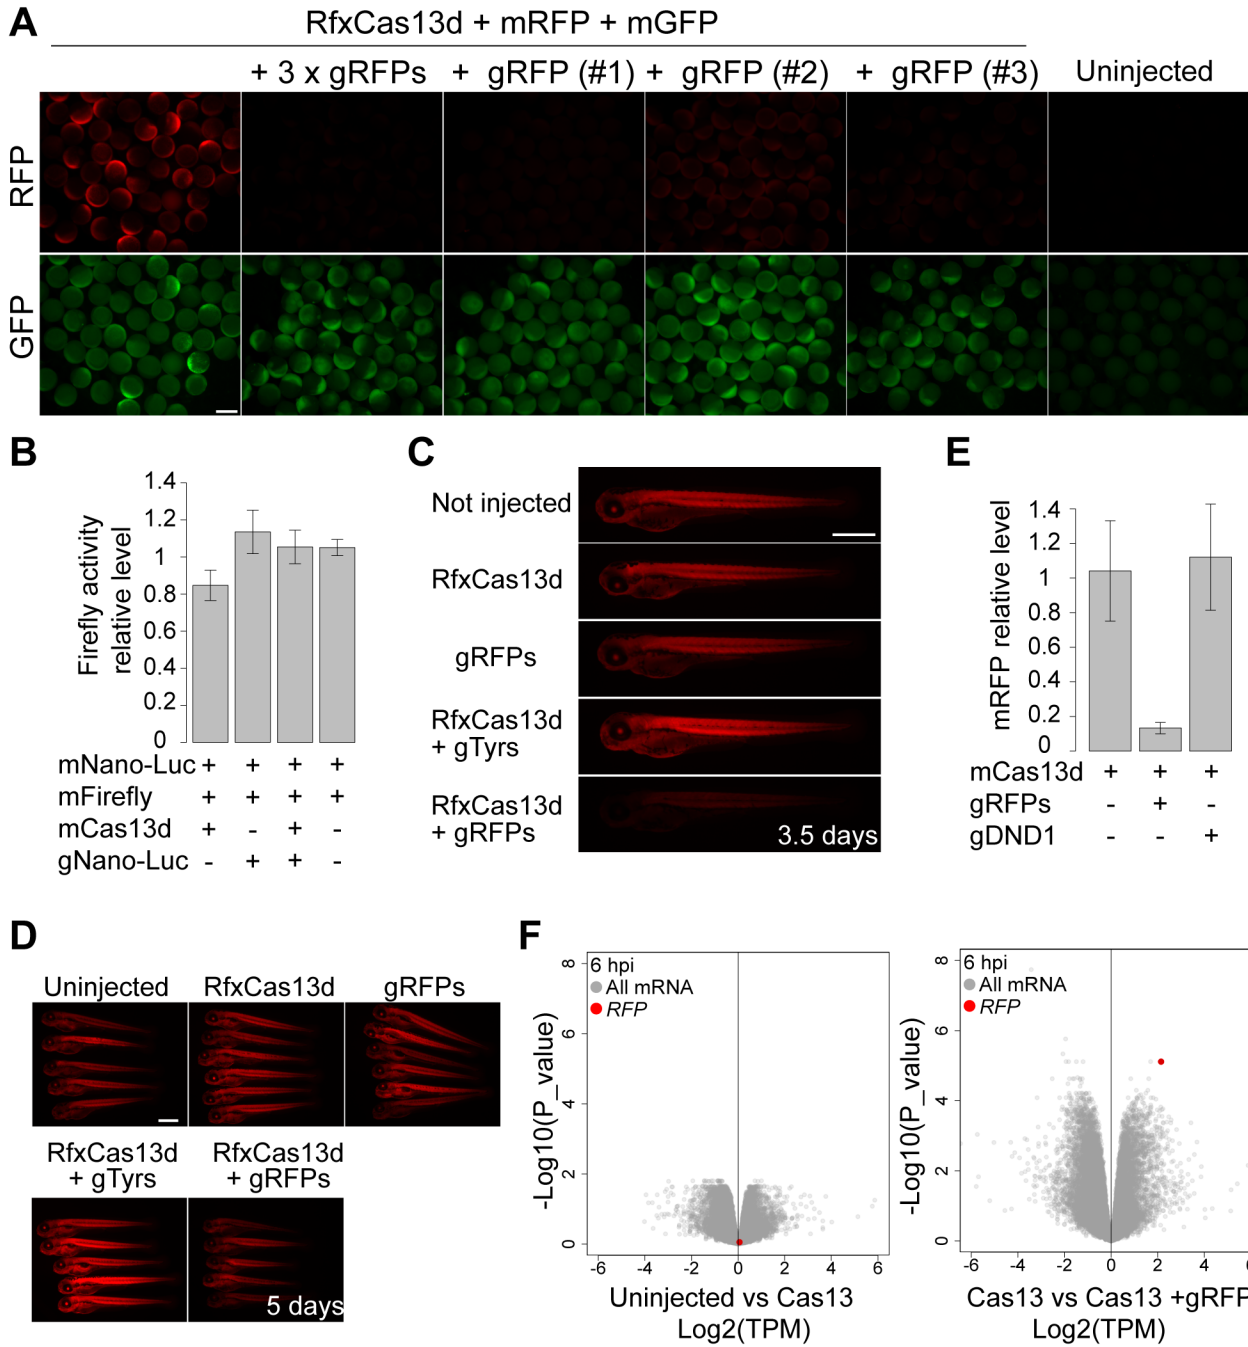 A
RfxCas13d + mRFP + mGFP
+ 3 x gRFPs
+ gRFP (#1)
+ gRFP (#2)
+ gRFP (#3)
Uninjected
RFP
GFP
B
1.4
1.2
1
0.8
0.6
0.4
0.2
0
Firefly activity
relative level
mNano-Luc + + + +
mFirefly + + + +
mCas13d + - + -
gNano-Luc - + + -
C
Not injected
RfxCas13d
gRFPs
RfxCas13d
+ gTyrs
RfxCas13d
+ gRFPs
3.5 days
E
1.4
1.2
1
0.8
0.6
0.4
0.2
0
mRFP relative level
mCas13d + + +
gRFPs - + -
gDND1 - - +
D
Uninjected
RfxCas13d
gRFPs
RfxCas13d
+ gTyrs
RfxCas13d
+ gRFPs
5 days
F
6 hpi
All mRNA
RFP
8
6
4
2
0
-Log10(P_value)
-6 -4 -2 0 2 4 6
Uninjected vs Cas13
Log2(TPM)
6 hpi
All mRNA
RFP
8
6
4
2
0
-Log10(P_value)
-6 -4 -2 0 2 4 6
Cas13 vs Cas13 +gRFP
Log2(TPM)